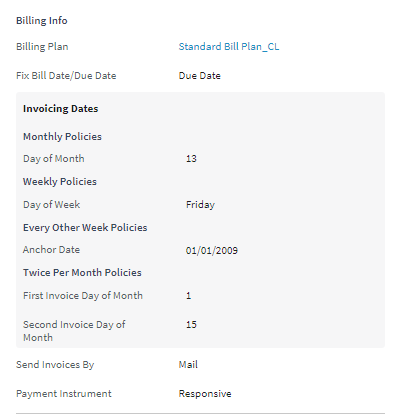 Billing Info
Billing Plan Standard Bill Plan_CL
Fix Bill Date/Due Date Due Date
Invoicing Dates
Monthly Policies
Day of Month 13
Weekly Policies
Day of Week Friday
Every Other Week Policies
Anchor Date 01/01/2009
Twice Per Month Policies
First Invoice Day of Month 1
Second Invoice Day of 15
Month
Send Invoices By Mail
Payment Instrument Responsive